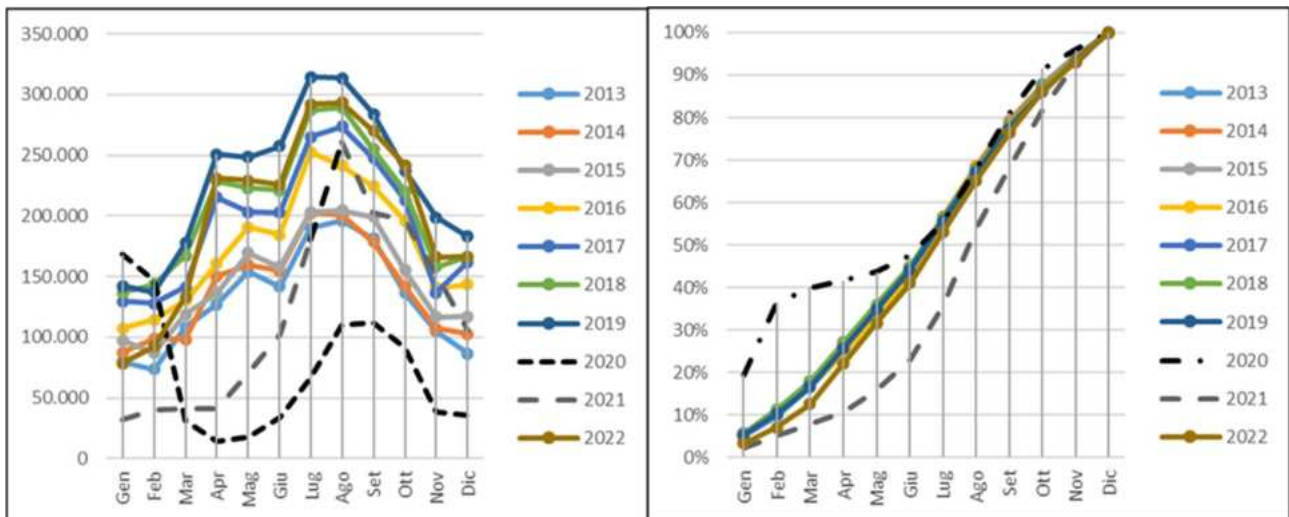 350.000
300.000
250.000
200.000
150.000
100.000
50.000
0
Gen
Feb
Mar
Apr
Mag
Giu
Lug
Ago
Set
Ott
Nov
Dic
2013
2014
2015
2016
2017
2018
2019
2020
2021
2022
100%
90%
80%
70%
60%
50%
40%
30%
20%
10%
0%
Gen
Feb
Mar
Apr
Mag
Giu
Lug
Ago
Set
Ott
Nov
Dic
2013
2014
2015
2016
2017
2018
2019
2020
2021
2022